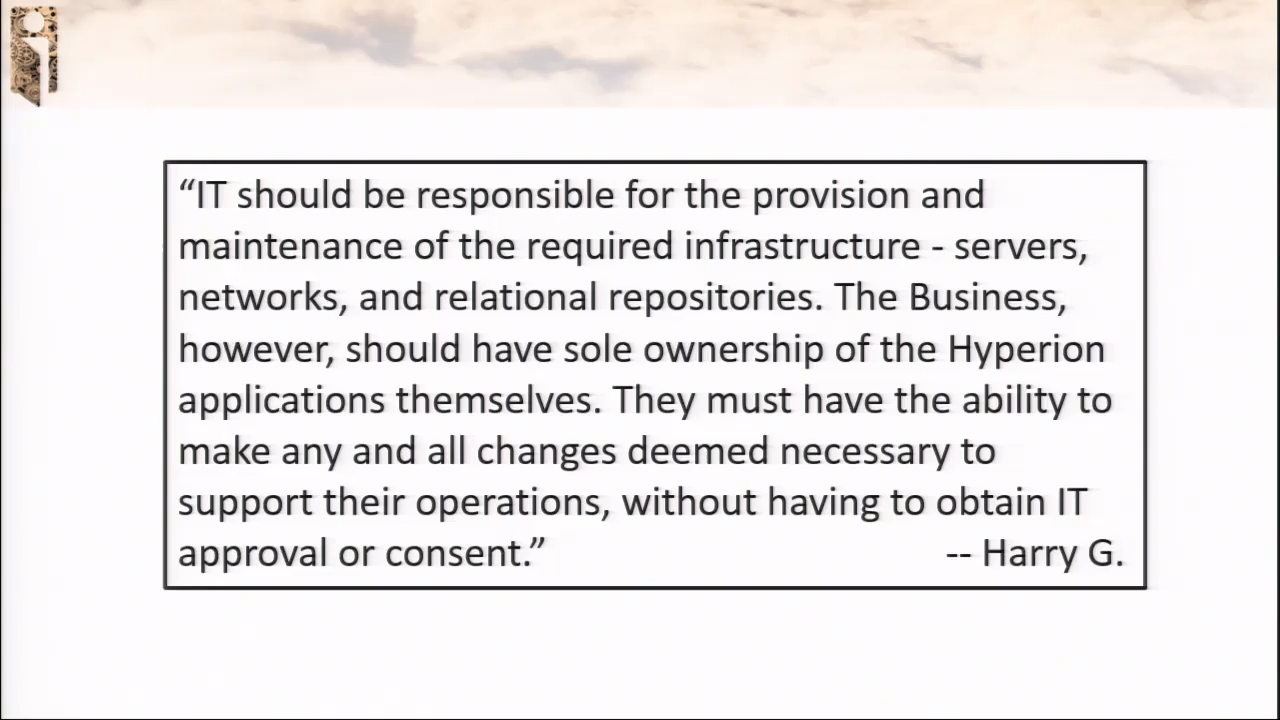 “IT should be responsible for the provision and
maintenance of the required infrastructure - servers,
networks, and relational repositories. The Business,
however, should have sole ownership of the Hyperion
applications themselves. They must have the ability to
make any and all changes deemed necessary to
support their operations, without having to obtain IT
approval or consent.” -- Harry G.